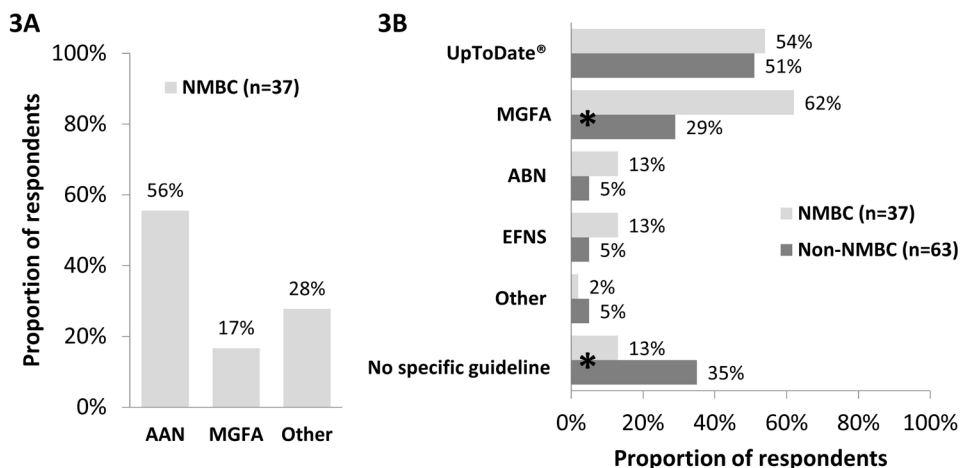 3A
Proportion of respondents
100%
80%
60%
40%
20%
0%
NMBC (n=37)
56%
17%
28%
AAN MGFA Other
3B
UpToDate® 54%
51%
MGFA 62%
* 29%
ABN 13%
5%
EFNS 13%
5%
Other 2%
5%
No specific guideline 13%
* 35%
NMBC (n=37)
Non-NMBC (n=63)
0% 20% 40% 60% 80% 100%
Proportion of respondents